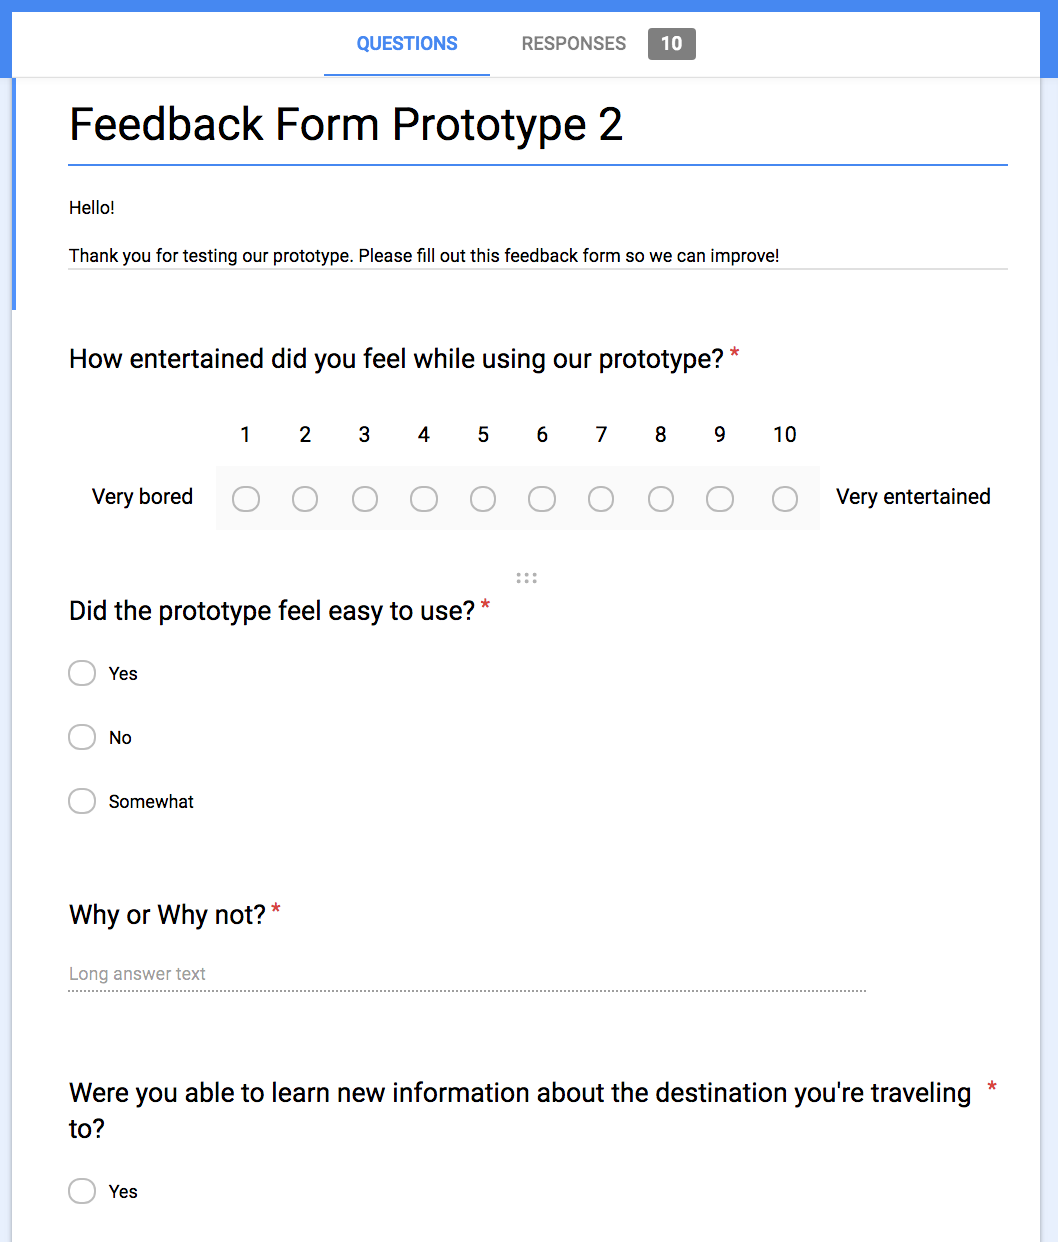 QUESTIONS RESPONSES 10
Feedback Form Prototype 2
Hello!
Thank you for testing our prototype. Please fill out this feedback form so we can improve!
How entertained did you feel while using our prototype? *
1 2 3 4 5 6 7 8 9 10
Very bored Very entertained
Did the prototype feel easy to use? *
Yes
No
Somewhat
Why or Why not? *
Long answer text
Were you able to learn new information about the destination you're traveling *
to?
Yes